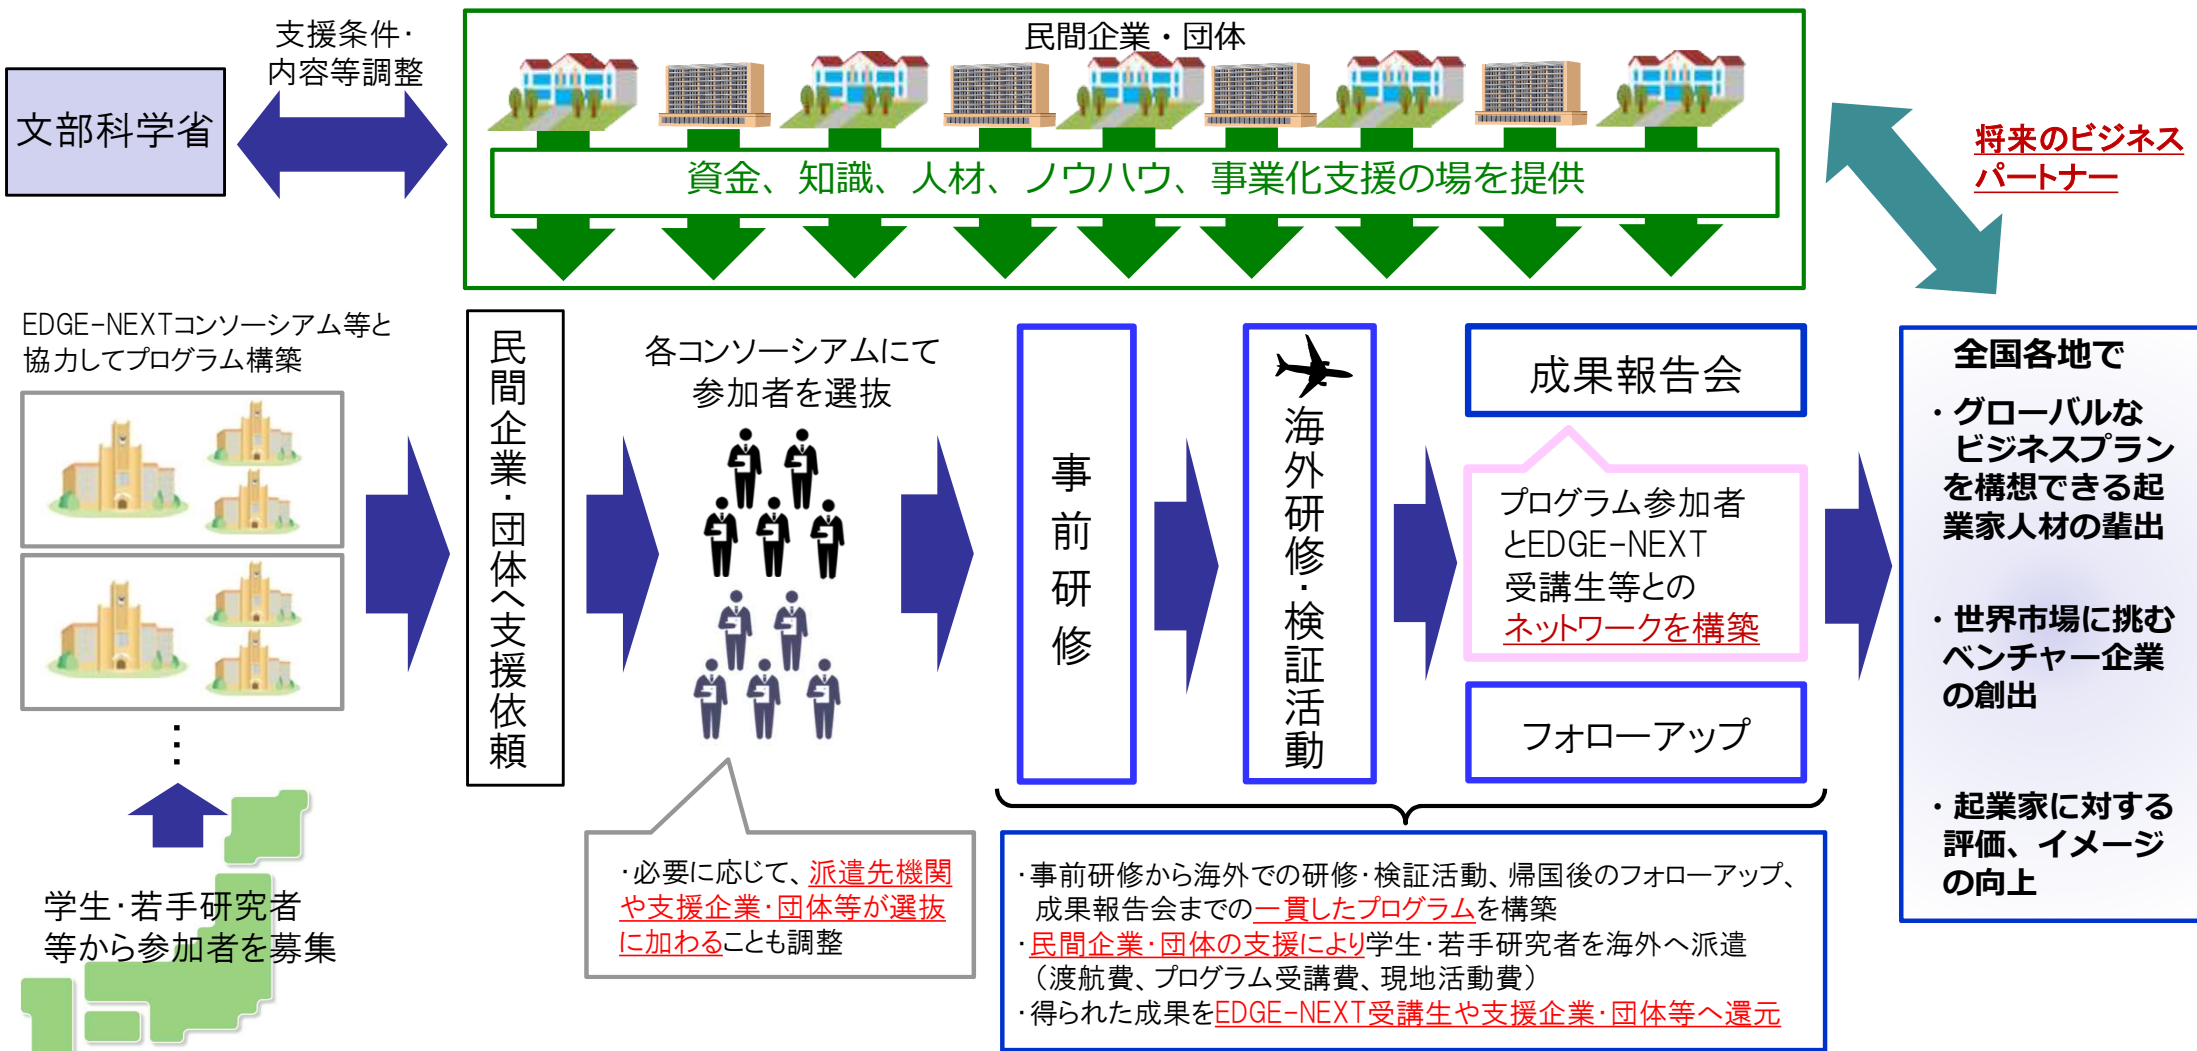 支援条件・
内容等調整
文部科学省
民間企業・団体
資金、知識、人材、ノウハウ、事業化支援の場を提供
将来のビジネス
パートナー
EDGE-NEXTコンソーシアム等と
協力してプログラム構築
民間企業・団体へ支援依頼
各コンソーシアムにて
参加者を選抜
事前研修
海外研修・検証活動
成果報告会
プログラム参加者
とEDGE-NEXT
受講生等との
ネットワークを構築
フォローアップ
全国各地で
・グローバルな
ビジネスプラン
を構想できる起
業家人材の輩出
・世界市場に挑む
ベンチャー企業
の創出
・起業家に対する
評価、イメージ
の向上
⋮
学生・若手研究者
等から参加者を募集
・必要に応じて、派遣先機関
や支援企業・団体等が選抜
に加わることも調整
・事前研修から海外での研修・検証活動、帰国後のフォローアップ、
成果報告会までの一貫したプログラムを構築
・民間企業・団体の支援により学生・若手研究者を海外へ派遣
（渡航費、プログラム受講費、現地活動費）
・得られた成果をEDGE-NEXT受講生や支援企業・団体等へ還元